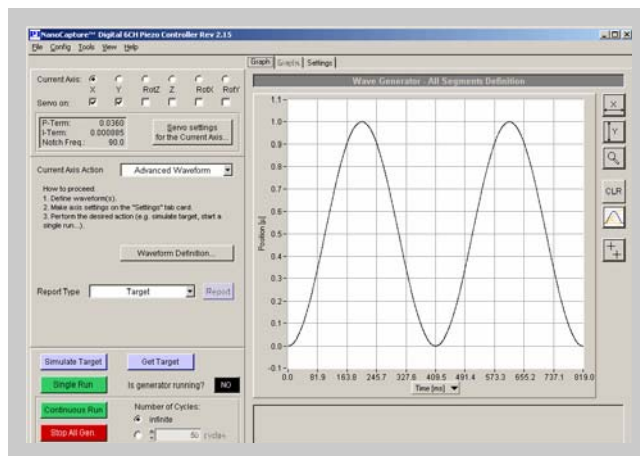 PI NanoCapture™ Digital 6CH Piezo Controller Rev 2.15
File Config Tools View Help
Graph Graphs Settings
Current Axis:
X Y RotZ Z RotX RotY
Servo on:
P-Term: 0.0360
I-Term: 0.000885
Notch Freq.: 90.0
Servo settings
for the Current Axis...
Current Axis Action Advanced Waveform
How to proceed:
1. Define waveform(s).
2. Make axis settings on the "Settings" tab card.
3. Perform the desired action (e.g. simulate target, start a
single run...).
Waveform Definition...
Report Type Target Report
Simulate Target Get Target
Single Run Is generator running? NO
Continuous Run Number of Cycles:
infinite
Stop All Gen. 50 cycles
Wave Generator - All Segments Definition
1.1
1.0
0.9
0.8
0.7
0.6
0.5
0.4
0.3
0.2
0.1
0.0
-0.1
Position [µ]
0.0 81.9 163.8 245.7 327.6 409.5 491.4 573.3 655.2 737.1 819.0
Time [ms]
X
Y
CLR